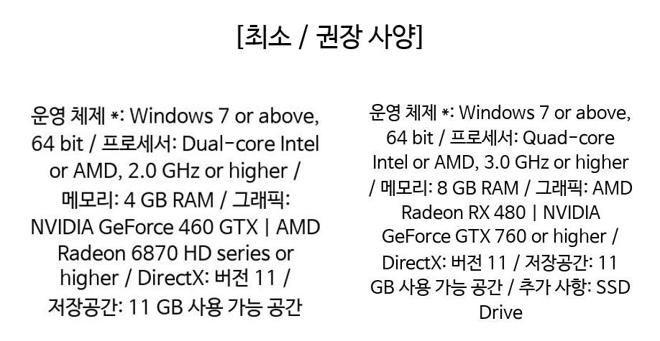 [최소 / 권장 사양]
운영 체제 *: Windows 7 or above,
64 bit / 프로세서: Dual-core Intel
or AMD, 2.0 GHz or higher /
메모리: 4 GB RAM / 그래픽:
NVIDIA GeForce 460 GTX | AMD
Radeon 6870 HD series or
higher / DirectX: 버전 11 /
저장공간: 11 GB 사용 가능 공간
운영 체제 *: Windows 7 or above,
64 bit / 프로세서: Quad-core
Intel or AMD, 3.0 GHz or higher
/ 메모리: 8 GB RAM / 그래픽: AMD
Radeon RX 480 | NVIDIA
GeForce GTX 760 or higher /
DirectX: 버전 11 / 저장공간: 11
GB 사용 가능 공간 / 추가 사항: SSD
Drive